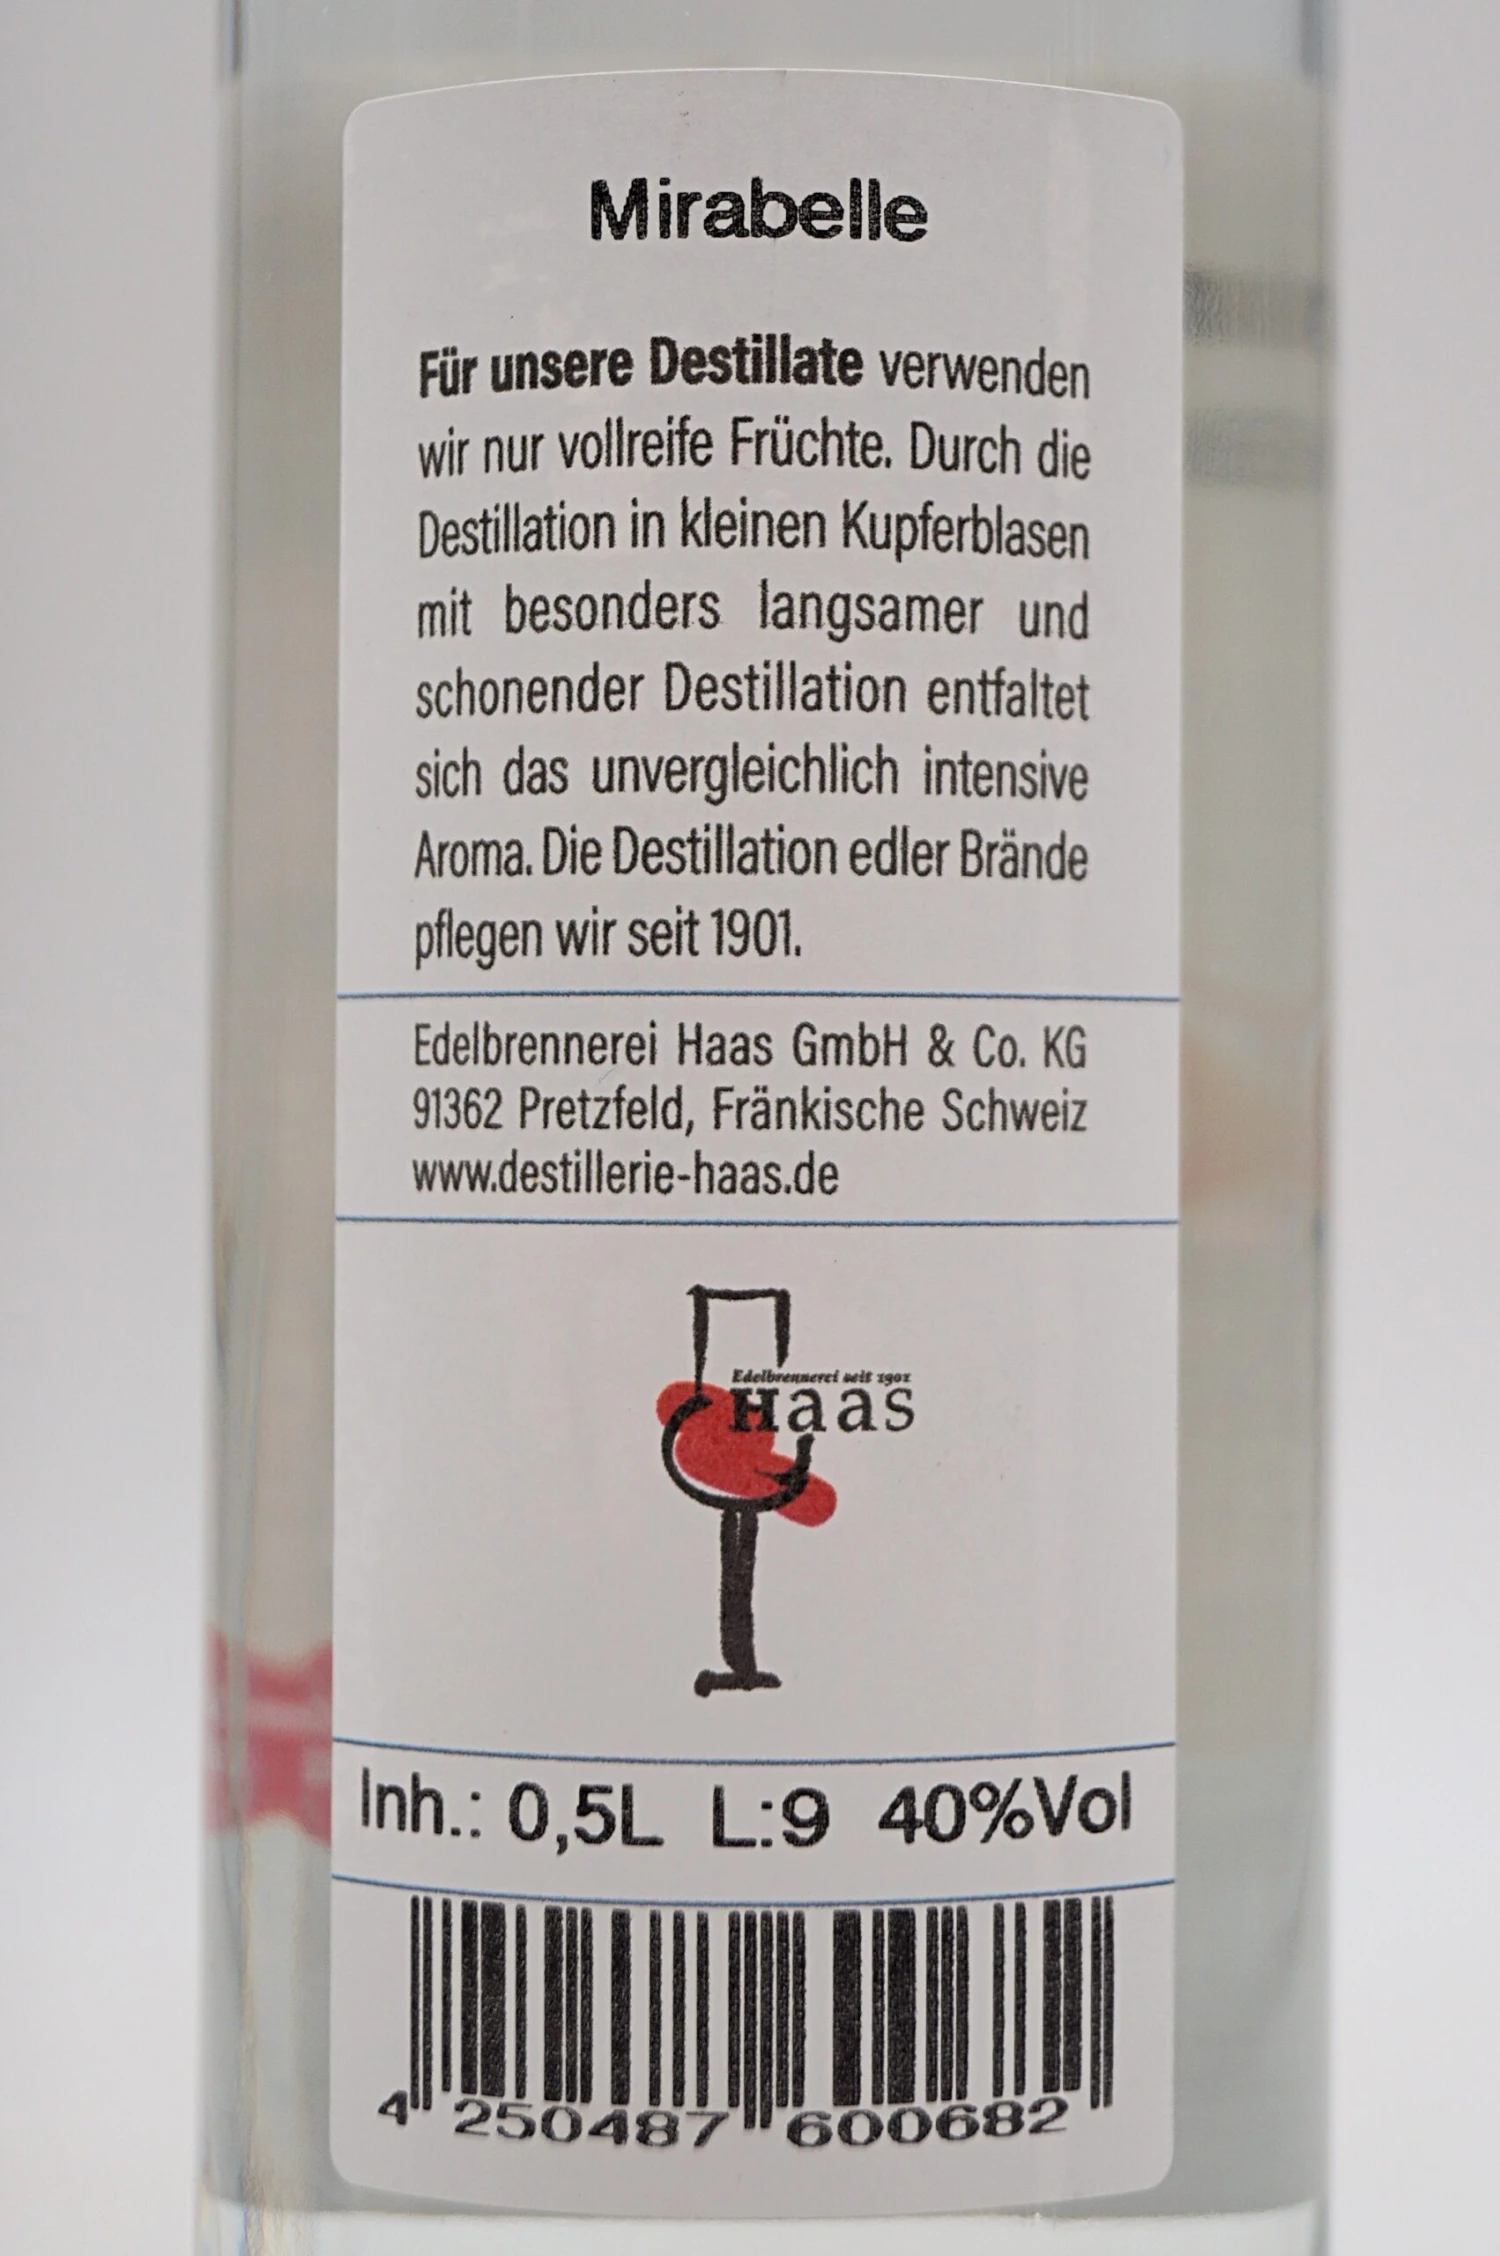 Mirabelle
Für unsere Destillate verwenden
wir nur vollreife Früchte. Durch die
Destillation in kleinen Kupferblasen
mit besonders langsamer und
schonender Destillation entfaltet
sich das unvergleichlich intensive
Aroma. Die Destillation edler Brände
pflegen wir seit 1901.
Edelbrennerei Haas GmbH & Co. KG
91362 Pretzfeld, Fränkische Schweiz
www.destillerie-haas.de
Edelbrennerei seit 1901
Haas
Inh.: 0,5L L:9 40%Vol
4 250487 600682